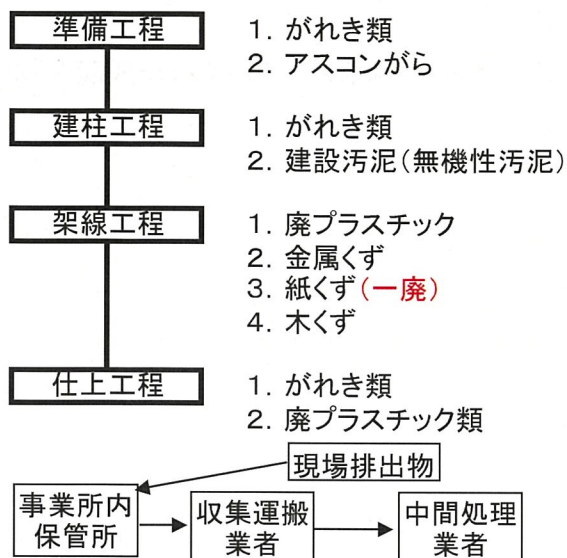 準備工程
1. がれき類
2. アスコンがら
建柱工程
1. がれき類
2. 建設汚泥(無機性汚泥)
架線工程
1. 廃プラスチック
2. 金属くず
3. 紙くず(一廃)
4. 木くず
仕上工程
1. がれき類
2. 廃プラスチック類
現場排出物
事業所内
保管所
収集運搬
業者
中間処理
業者